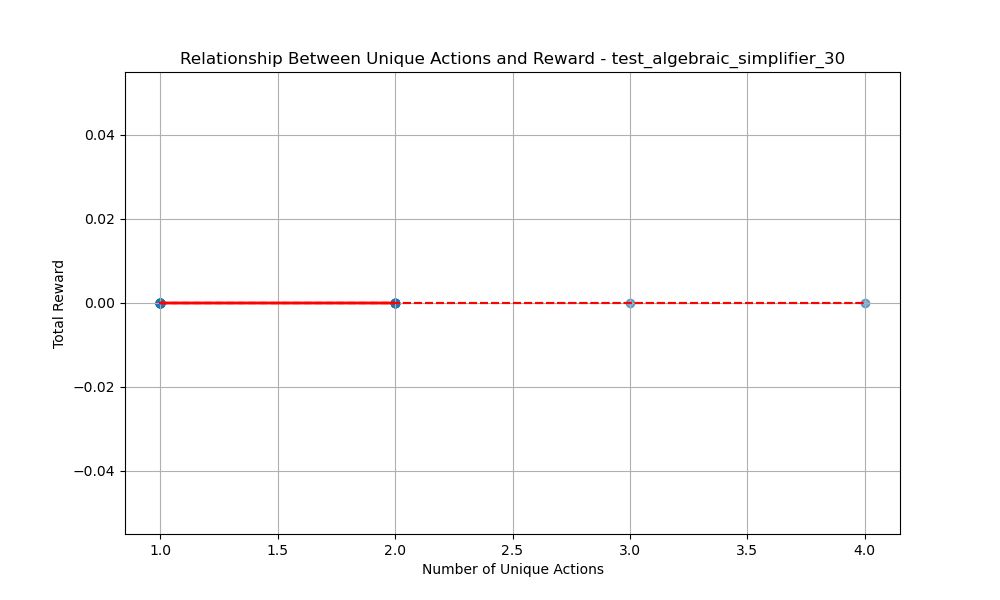 Relationship Between Unique Actions and Reward - test_algebraic_simplifier_30
Total Reward
0.04
0.02
0.00
−0.02
−0.04
1.0 1.5 2.0 2.5 3.0 3.5 4.0
Number of Unique Actions